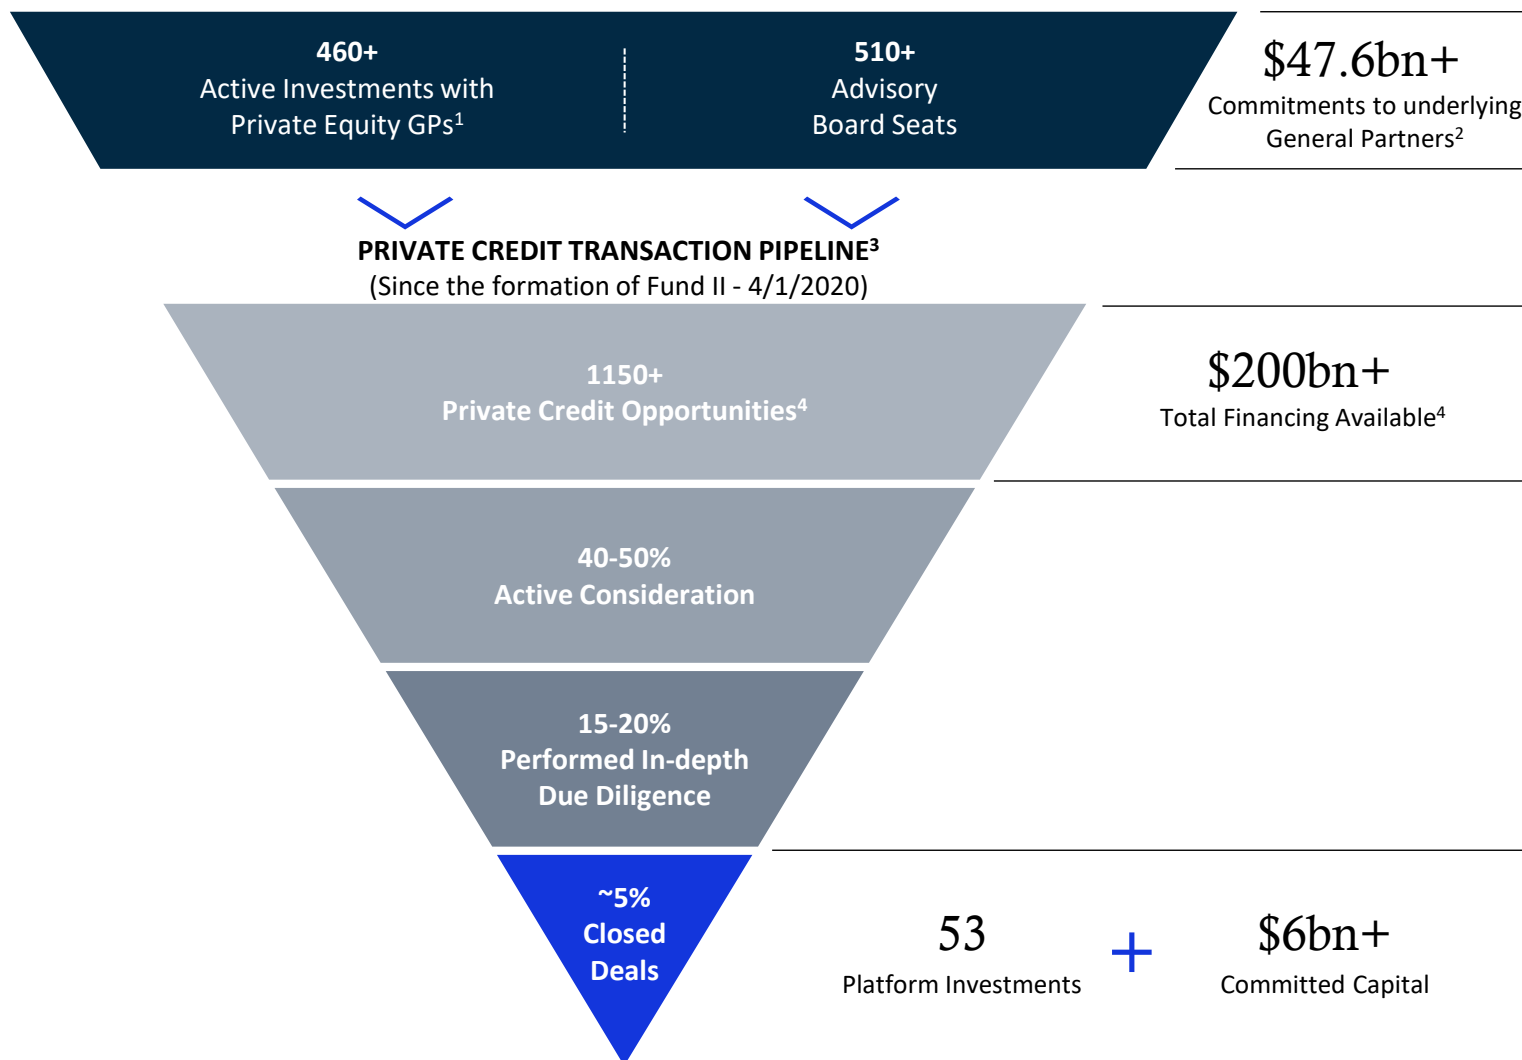 460+
Active Investments with
Private Equity GPs¹
510+
Advisory
Board Seats
$47.6bn+
Commitments to underlying
General Partners²
PRIVATE CREDIT TRANSACTION PIPELINE³
(Since the formation of Fund II - 4/1/2020)
1150+
Private Credit Opportunities⁴
$200bn+
Total Financing Available⁴
40-50%
Active Consideration
15-20%
Performed In-depth
Due Diligence
~5%
Closed
Deals
53
Platform Investments
+
$6bn+
Committed Capital